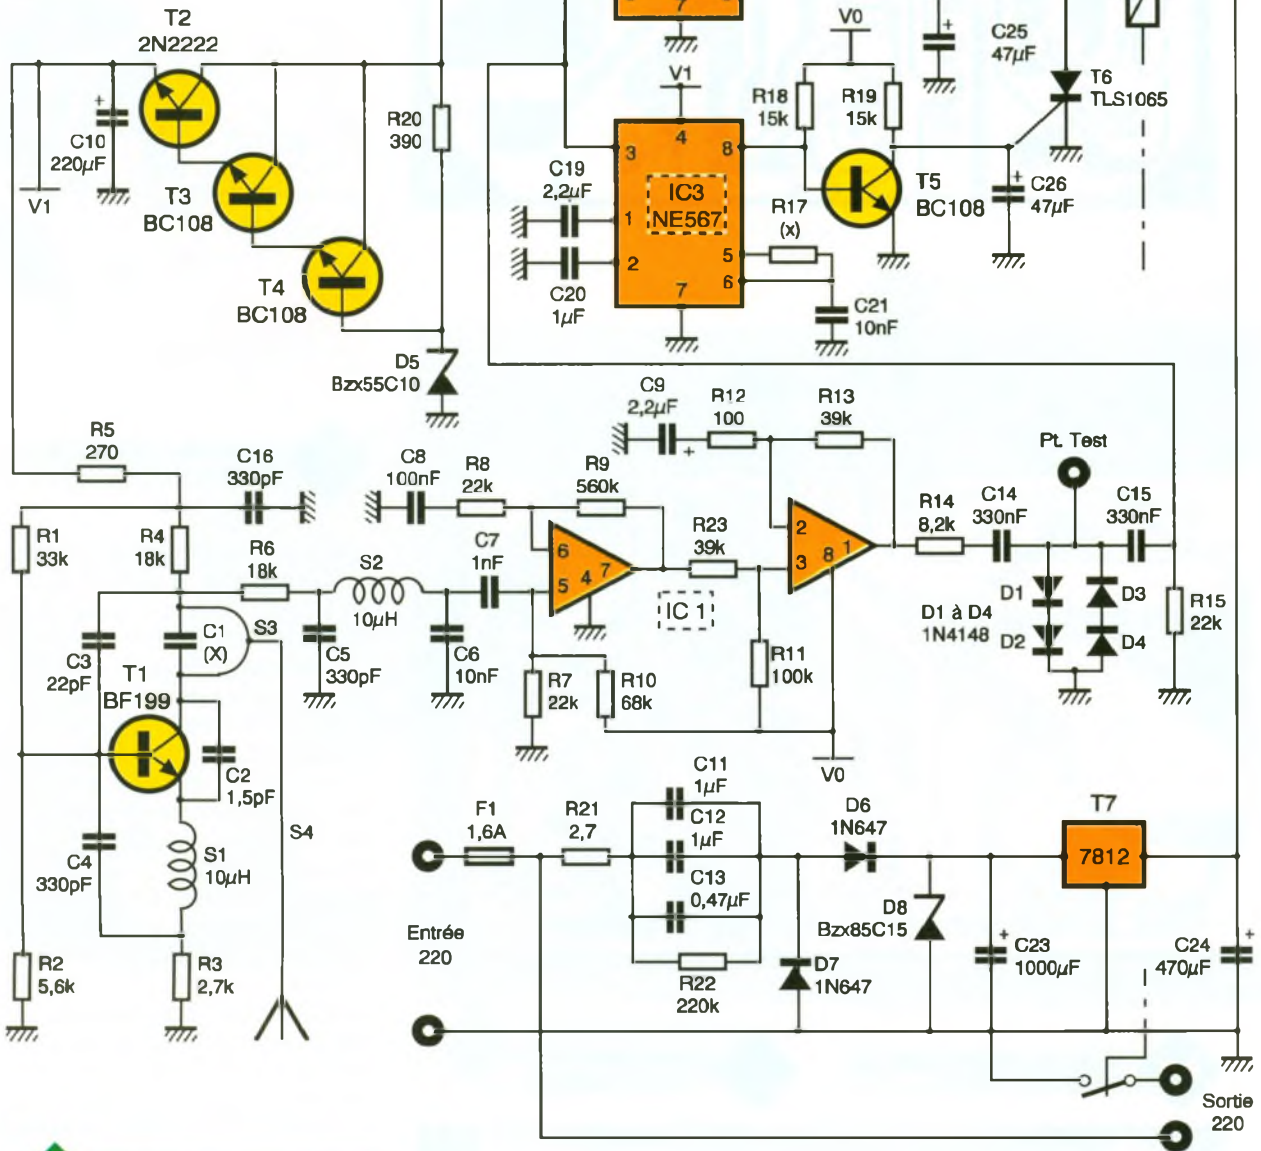 T2
2N2222
7
V0
C25
47µF
+
T6
TLS1065
V1
R18
15k
R19
15k
+
C10
220µF
R20
390
V1
T3
BC108
C19
2,2µF
3
4
8
IC3
NE567
1
2
5
6
7
R17
(x)
T5
BC108
+
C26
47µF
T4
BC108
C20
1µF
C21
10nF
D5
Bzx55C10
C9
2,2µF
+
R12
100
R13
39k
R5
270
C16
330pF
C8
100nF
R8
22k
R9
560k
Pt. Test
R14
8,2k
C14
330nF
C15
330nF
R1
33k
R4
18k
R6
18k
S2
10µH
C7
1nF
6
5
4
7
R23
39k
2
3
8
1
IC 1
D1
D2
D1 à D4
1N4148
D3
D4
R15
22k
C1
(X)
S3
C3
22pF
T1
BF199
C5
330pF
C6
10nF
R7
22k
R10
68k
R11
100k
C2
1,5pF
V0
C4
330pF
S1
10µH
S4
F1
1,6A
R21
2,7
C11
1µF
C12
1µF
C13
0,47µF
D6
1N647
T7
7812
Entrée
220
R22
220k
D8
Bzx85C15
D7
1N647
+
C23
1000µF
C24
470µF
+
R2
5,6k
R3
2,7k
Sortie
220